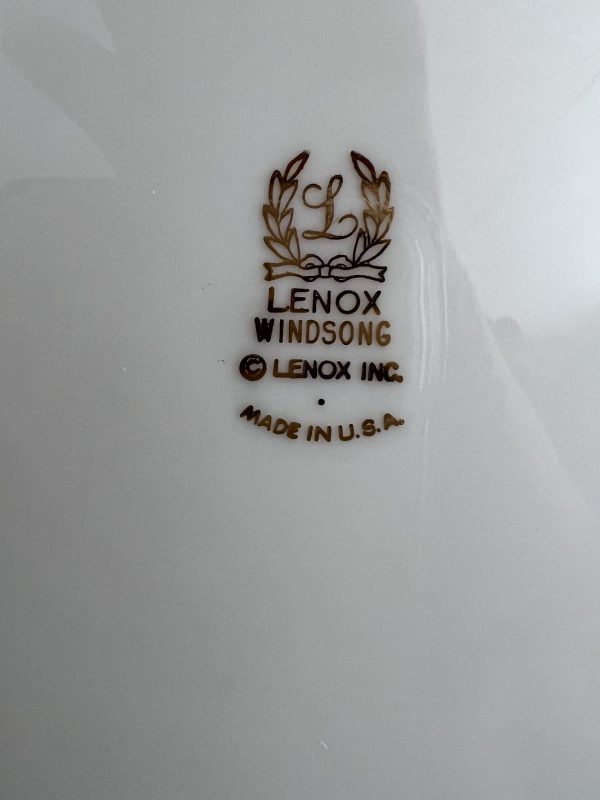 L
LENOX
WINDSONG
© LENOX INC.
MADE IN U.S.A.